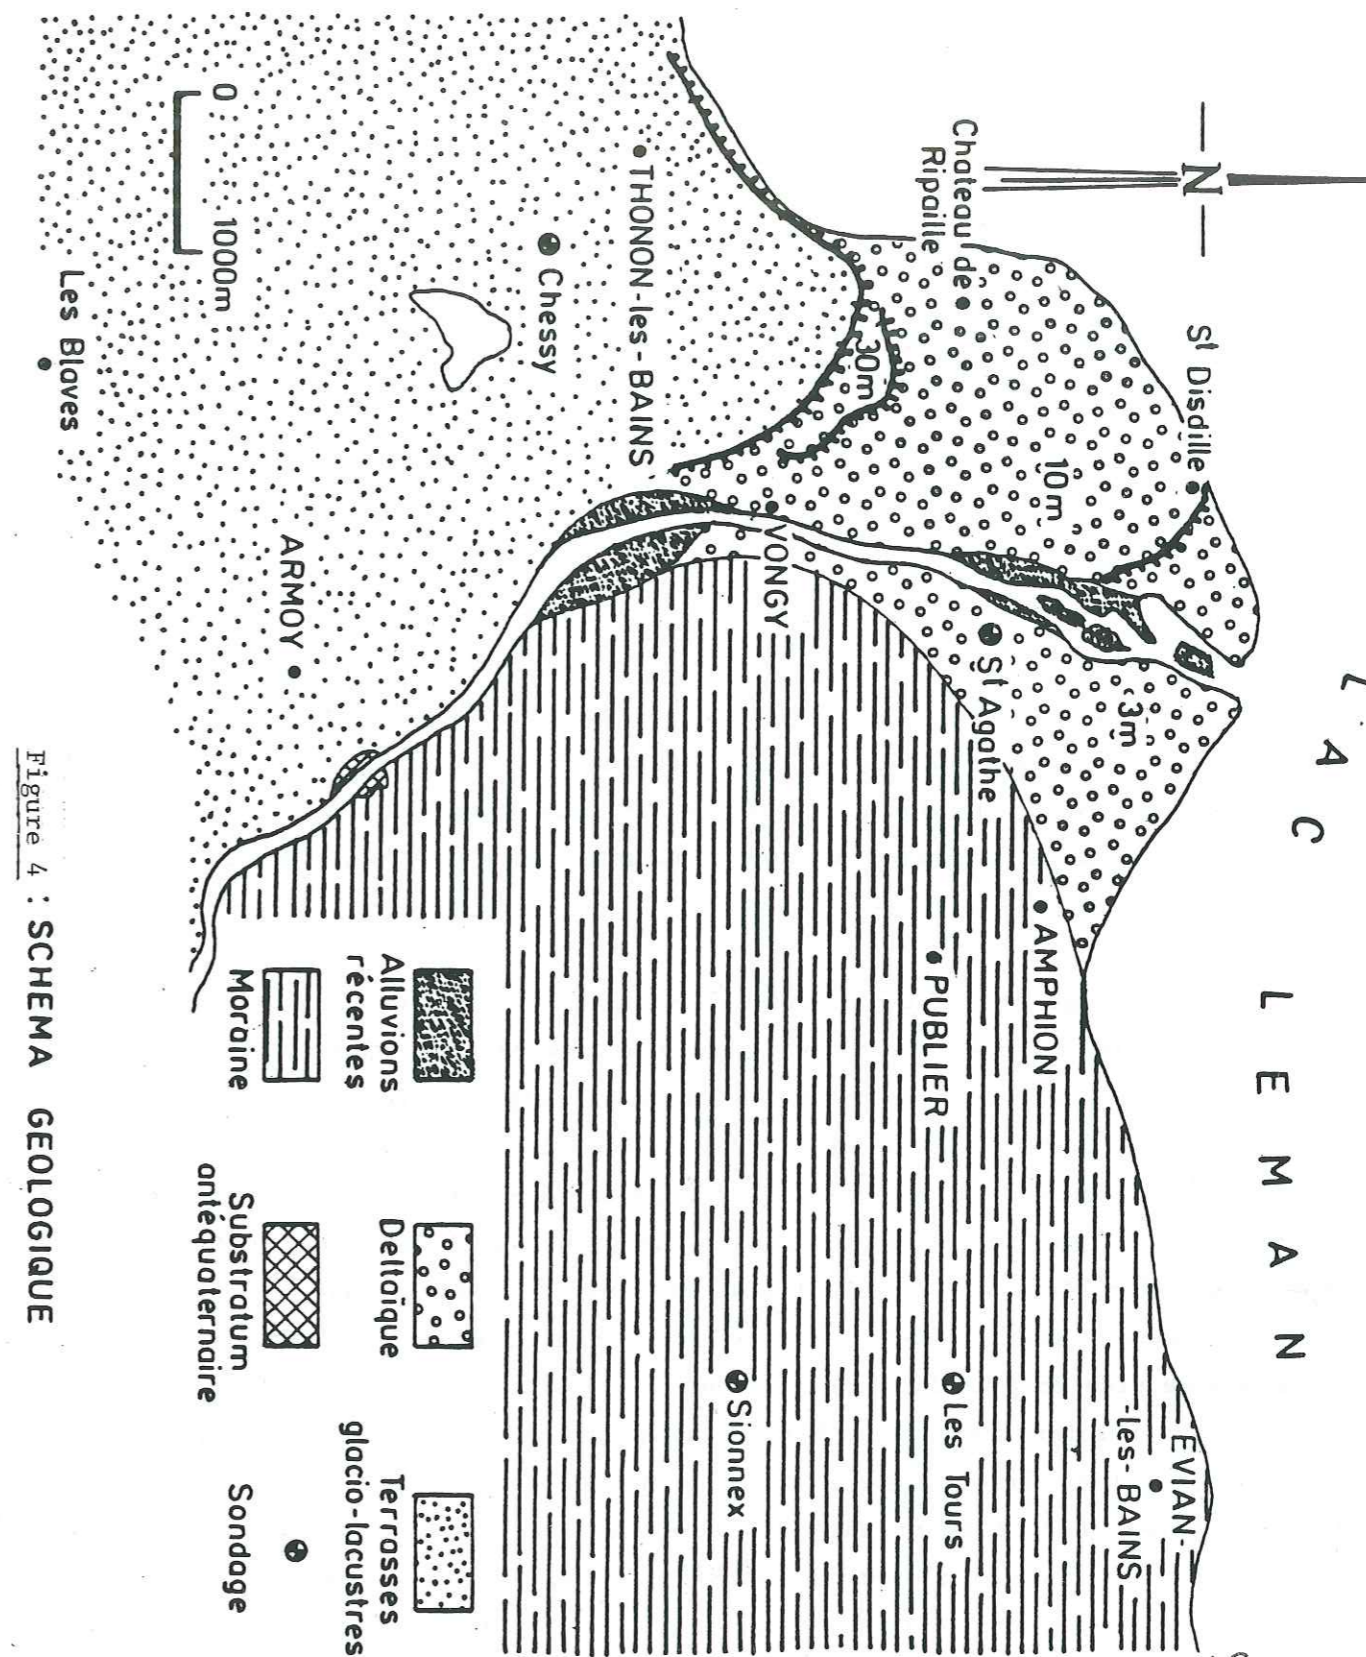 LAC LEMAN
N
St Disdille
Chateau de
Ripaille
10m
3m
30m
St Agathe
VONGY
AMPHION
PUBLIER
EVIAN-
-les-BAINS
Les Tours
Sionnex
THONON-les-BAINS
Chessy
ARMOY
Les Blaves
0 1000m
Alluvions
récentes
Deltaïque
Terrasses
glacio-lacustres
Moraine
Substratum
antéquaternaire
Sondage
Figure 4 : SCHEMA GEOLOGIQUE